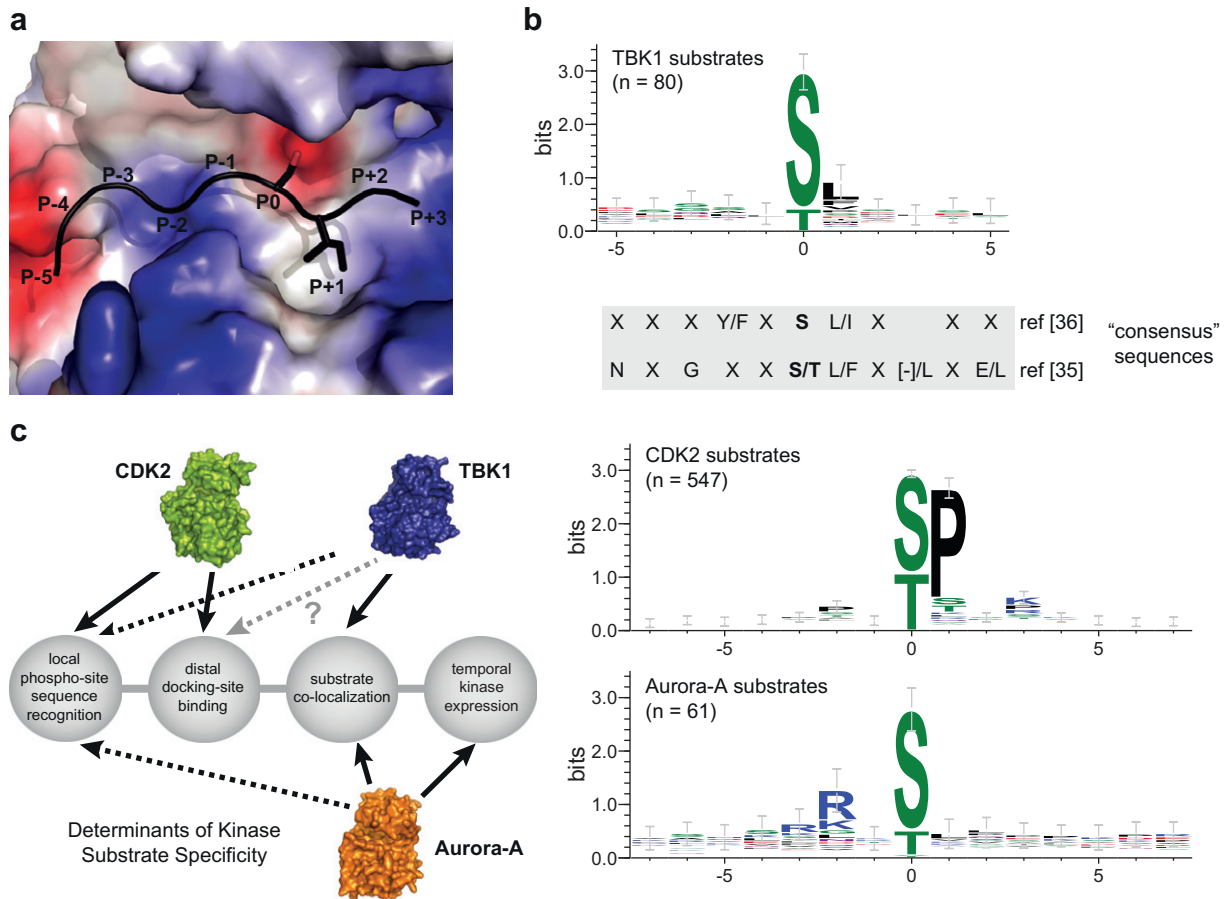 a
P-5
P-4
P-3
P-2
P-1
P0
P+1
P+2
P+3
b
TBK1 substrates
(n = 80)
bits
3.0
2.0
1.0
0.0
S
T
L
-5
0
5
X X X Y/F X S L/I X X X ref [36]
N X G X X S/T L/F X [-]/L X E/L ref [35]
"consensus"
sequences
c
CDK2
TBK1
?
local
phospho-site
sequence
recognition
distal
docking-site
binding
substrate
co-localization
temporal
kinase
expression
Determinants of Kinase
Substrate Specificity
Aurora-A
CDK2 substrates
(n = 547)
bits
3.0
2.0
1.0
0.0
S
T
P
S
T
K
-5
0
5
Aurora-A substrates
(n = 61)
bits
3.0
2.0
1.0
0.0
R
R
K
S
T
-5
0
5